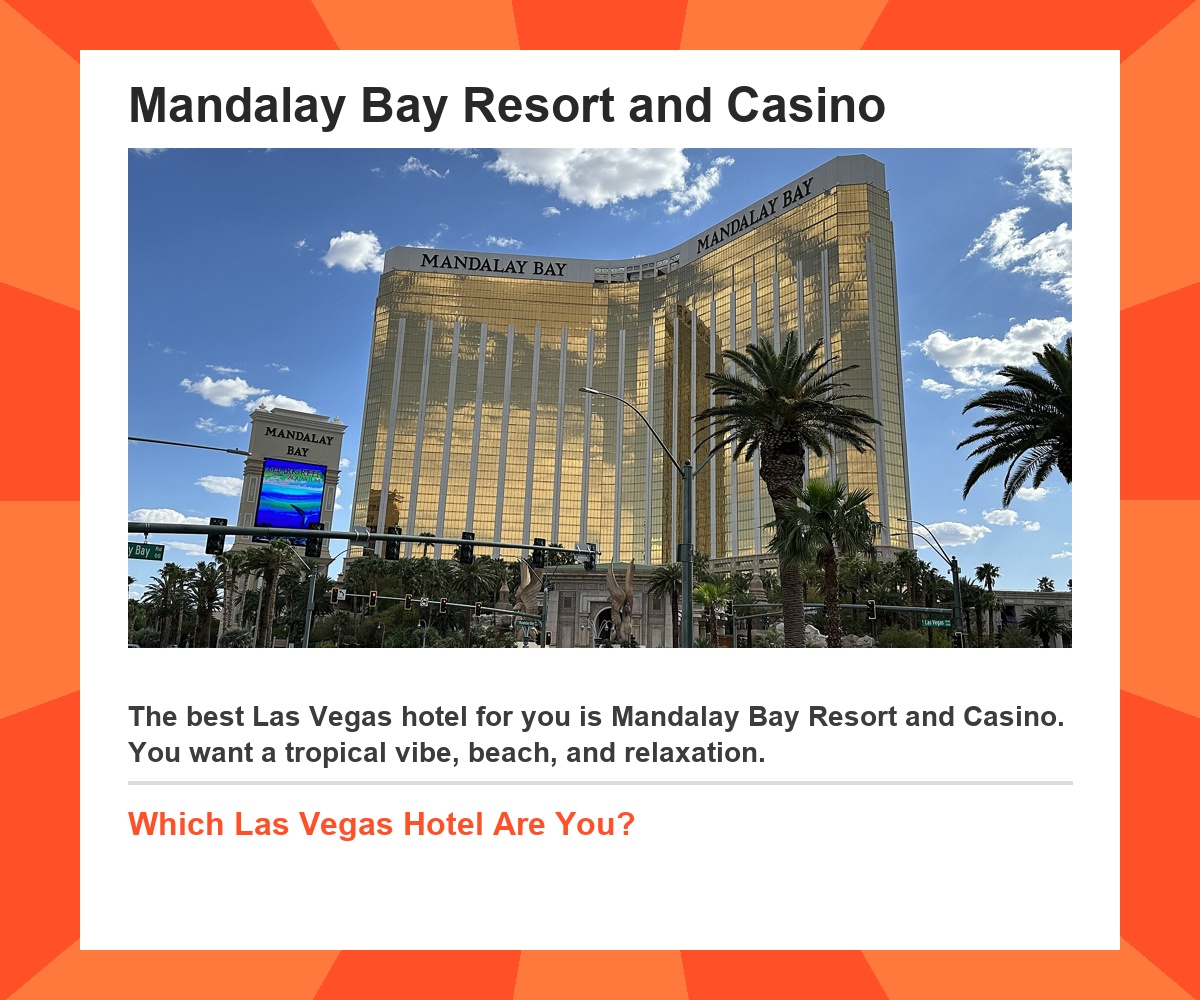 Mandalay Bay Resort and Casino
MANDALAY BAY
MANDALAY BAY
MANDALAY
BAY
y Bay
Las Vegas
The best Las Vegas hotel for you is Mandalay Bay Resort and Casino.
You want a tropical vibe, beach, and relaxation.
Which Las Vegas Hotel Are You?